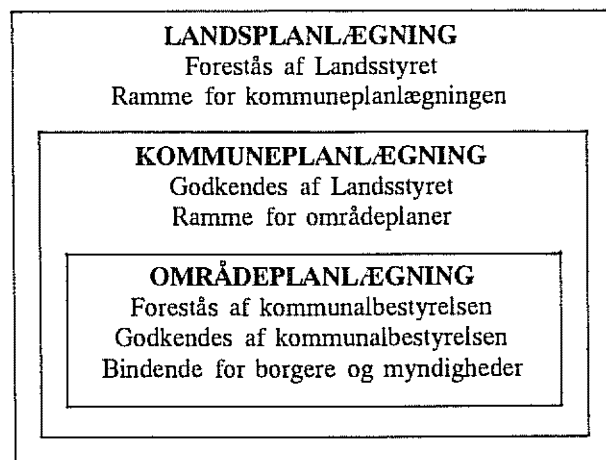 LANDSPLANLÆGNING
Forestås af Landsstyret
Ramme for kommuneplanlægningen
KOMMUNEPLANLÆGNING
Godkendes af Landsstyret
Ramme for områdeplaner
OMRÅDEPLANLÆGNING
Forestås af kommunalbestyrelsen
Godkendes af kommunalbestyrelsen
Bindende for borgere og myndigheder